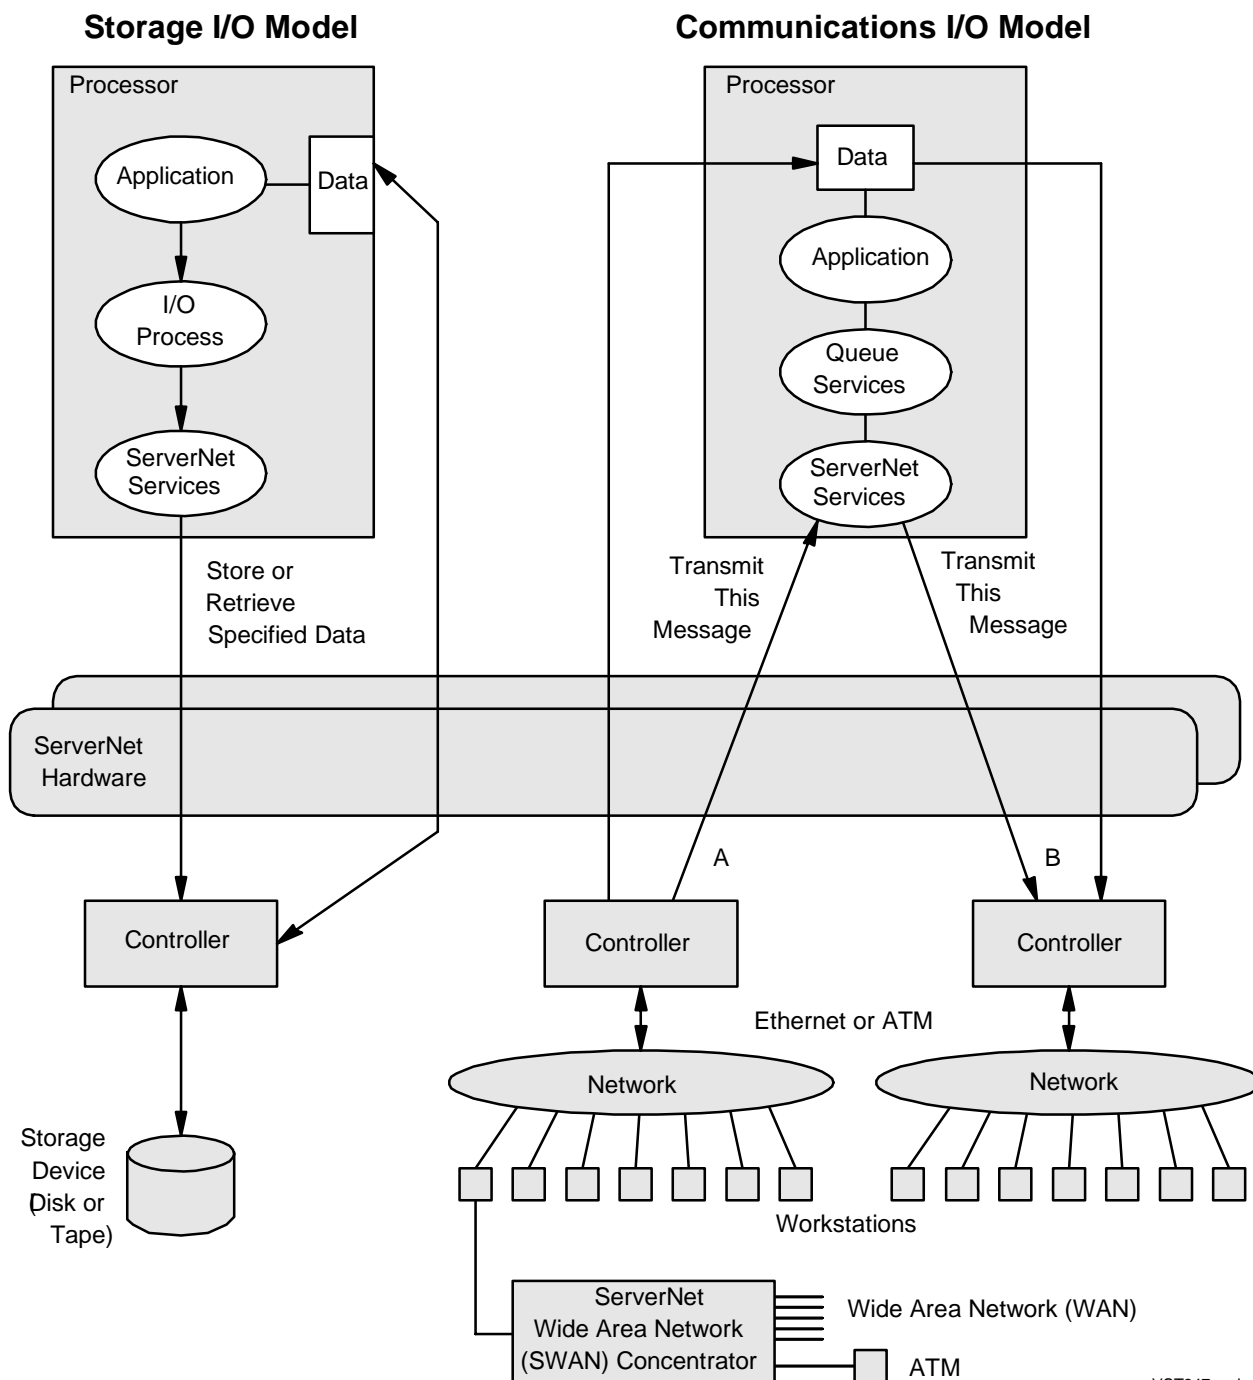 Storage I/O Model
Communications I/O Model
Processor
Application
Data
I/O
Process
ServerNet
Services
Store or
Retrieve
Specified Data
Processor
Data
Application
Queue
Services
ServerNet
Services
Transmit
This
Message
Transmit
This
Message
ServerNet
Hardware
A
B
Controller
Controller
Controller
Ethernet or ATM
Network
Network
Storage
Device
(Disk or
Tape)
Workstations
ServerNet
Wide Area Network
(SWAN) Concentrator
Wide Area Network (WAN)
ATM